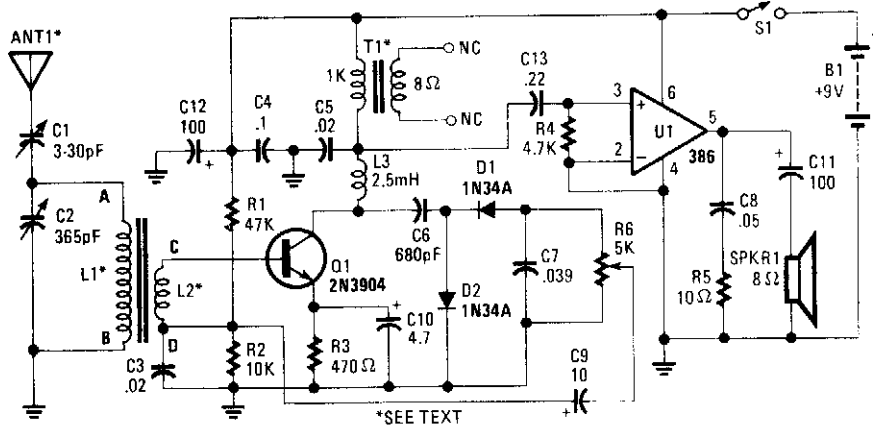 ANT1*
C1
3-30pF
A
C2
365pF
L1*
B
C
L2*
D
C3
.02
C12
100
+
C4
.1
C5
.02
T1*
1K
8Ω
NC
NC
L3
2.5mH
R1
47K
Q1
2N3904
R2
10K
R3
470Ω
+
C10
4.7
C6
680pF
D1
1N34A
D2
1N34A
C7
.039
R6
5K
C9
10
+
C13
.22
R4
4.7K
3
+
2
−
U1
386
6
5
4
S1
B1
+9V
C8
.05
R5
10Ω
+
C11
100
SPKR1
8Ω
*SEE TEXT